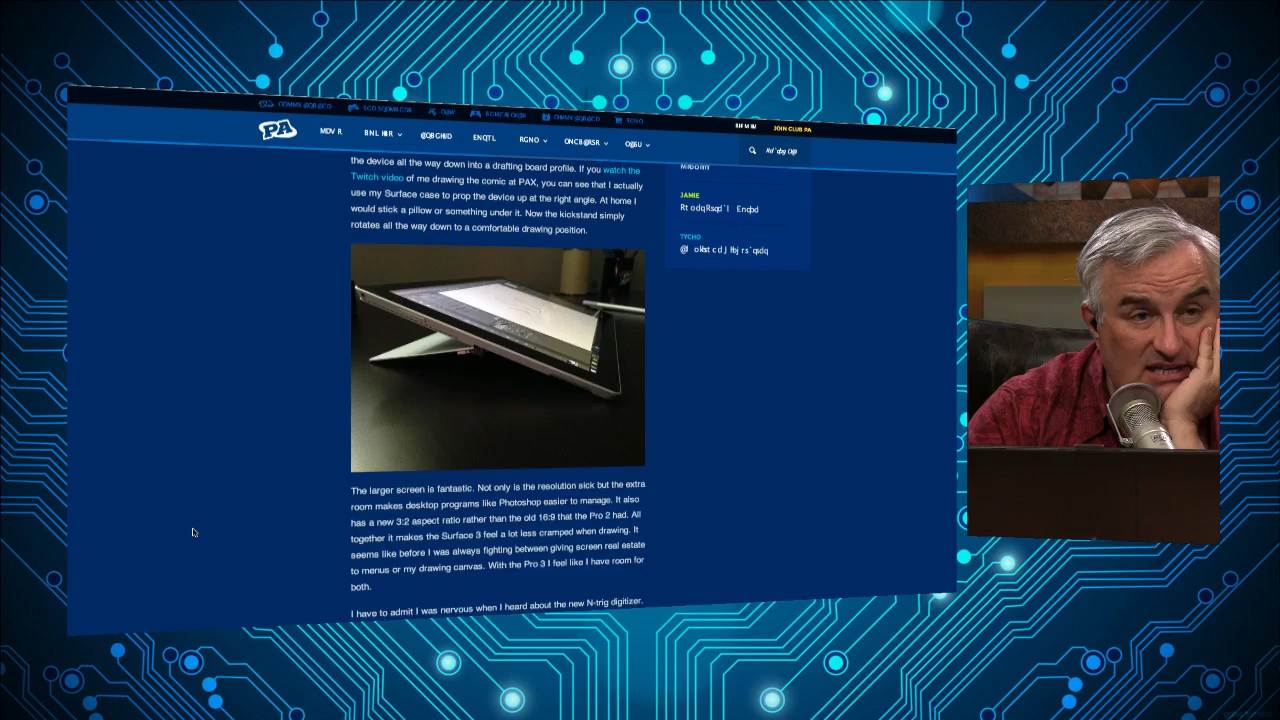 PA
MDV R
BNL HBR
@QBGHUD
ENQTL
RGNO
JOIN CLUB PA
the device all the way down into a drafting board profile. If you watch the
Twitch video of me drawing the comic at PAX, you can see that I actually
use my Surface case to prop the device up at the right angle. At home I
would stick a pillow or something under it. Now the kickstand simply
rotates all the way down to a comfortable drawing position.
JAMIE
TYCHO
The larger screen is fantastic. Not only is the resolution sick but the extra
room makes desktop programs like Photoshop easier to manage. It also
has a new 3:2 aspect ratio rather than the old 16:9 that the Pro 2 had. All
together it makes the Surface 3 feel a lot less cramped when drawing. It
seems like before I was always fighting between giving screen real estate
to menus or my drawing canvas. With the Pro 3 I feel like I have room for
both.
I have to admit I was nervous when I heard about the new N-trig digitizer.